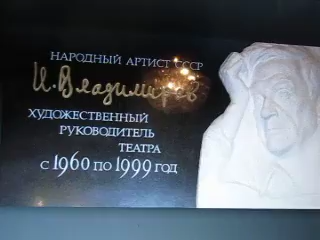 НАРОДНЫЙ АРТИСТ СССР
И. Владимиров
ХУДОЖЕСТВЕННЫЙ
РУКОВОДИТЕЛЬ
ТЕАТРА
С 1960 ПО 1999 ГОД